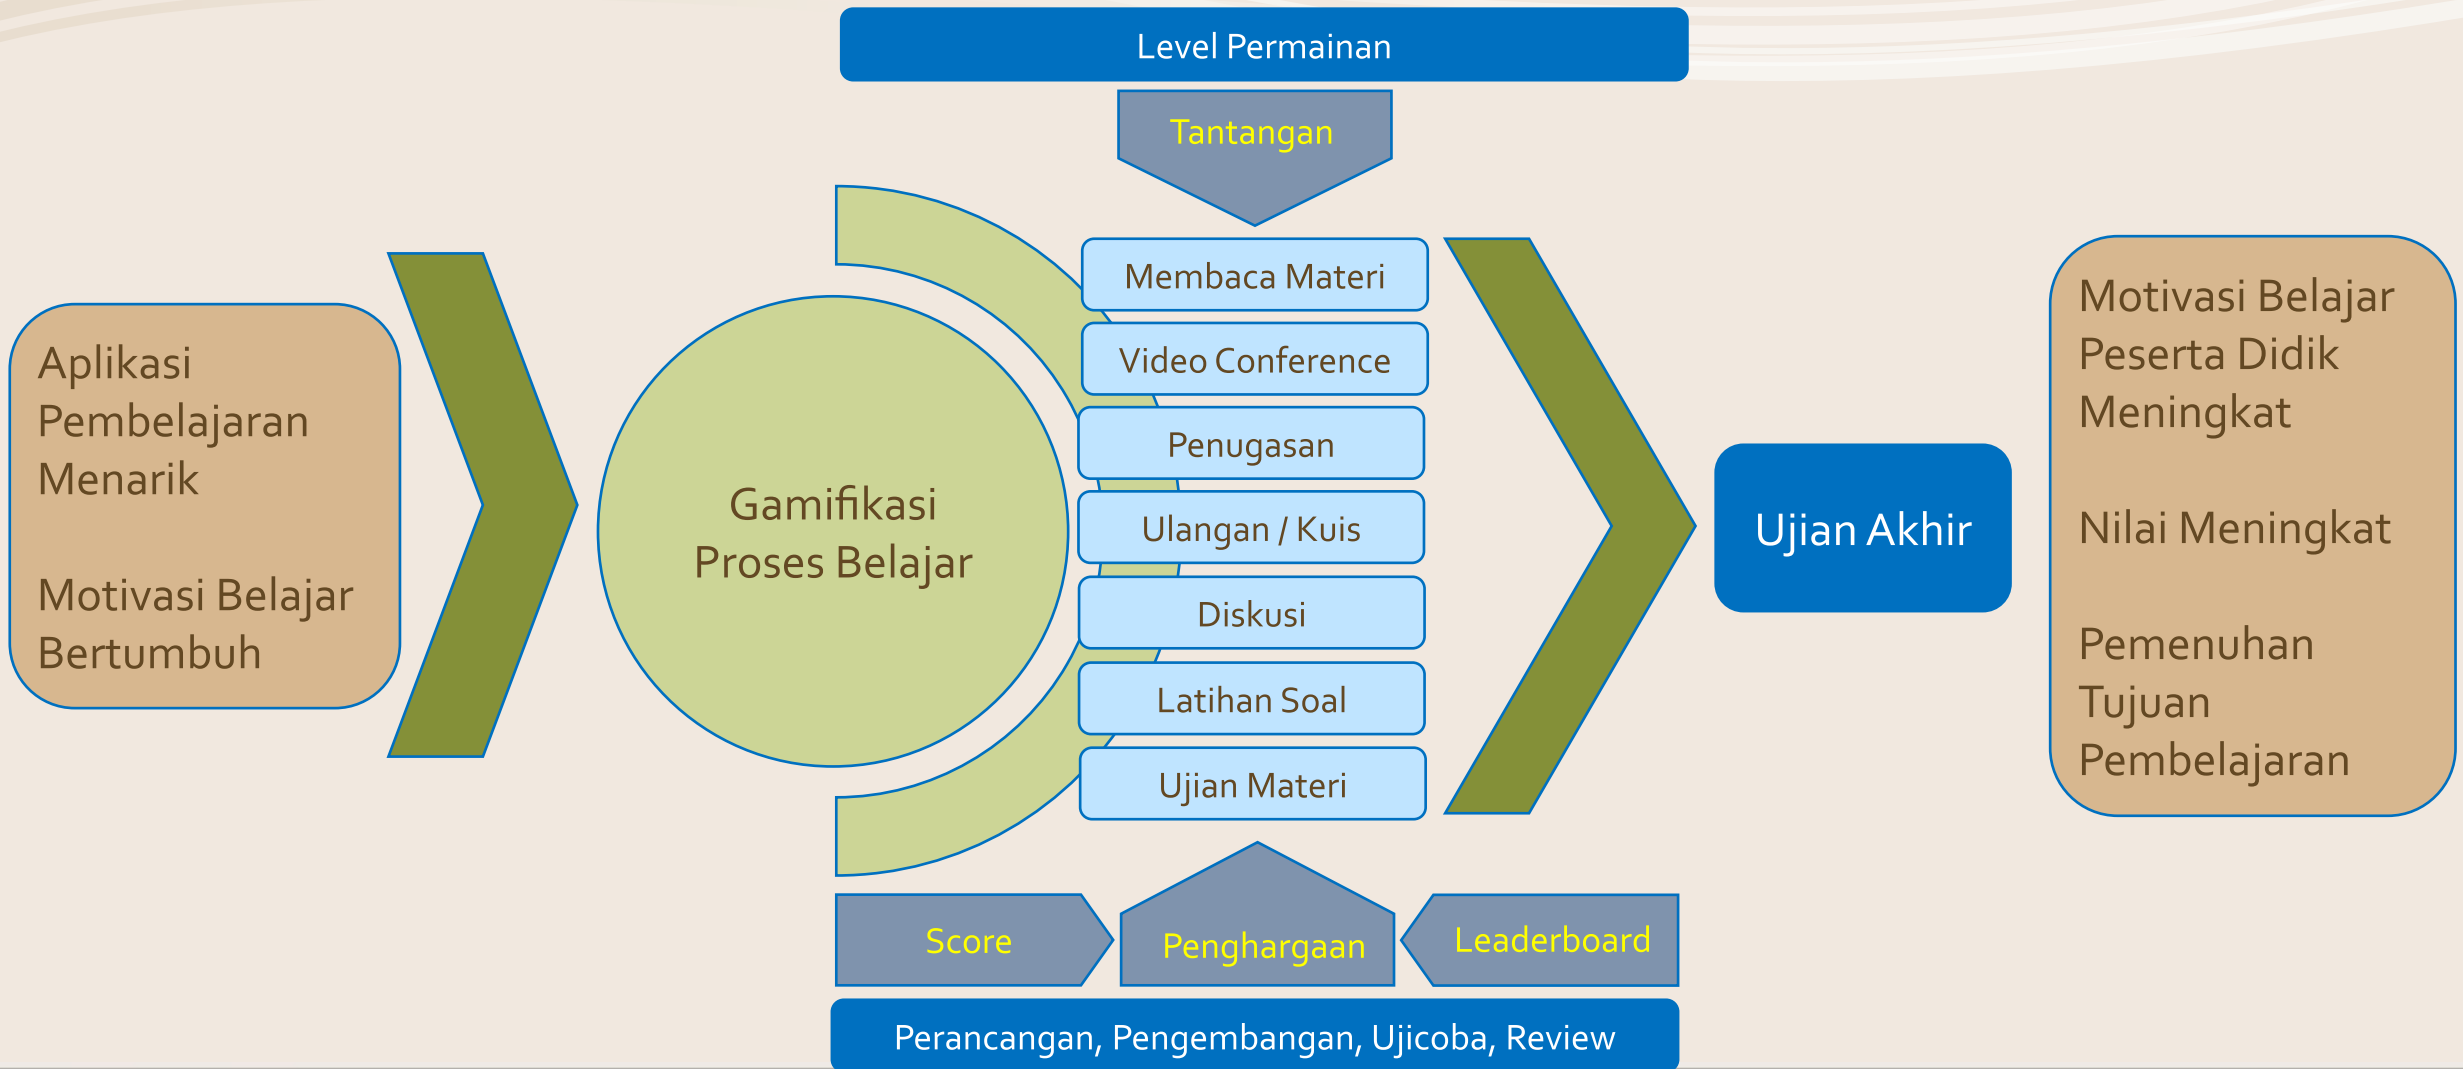 Level Permainan
Tantangan
Aplikasi
Pembelajaran
Menarik
Motivasi Belajar
Bertumbuh
Gamifikasi
Proses Belajar
Membaca Materi
Video Conference
Penugasan
Ulangan / Kuis
Diskusi
Latihan Soal
Ujian Materi
Ujian Akhir
Motivasi Belajar
Peserta Didik
Meningkat
Nilai Meningkat
Pemenuhan
Tujuan
Pembelajaran
Score
Penghargaan
Leaderboard
Perancangan, Pengembangan, Ujicoba, Review